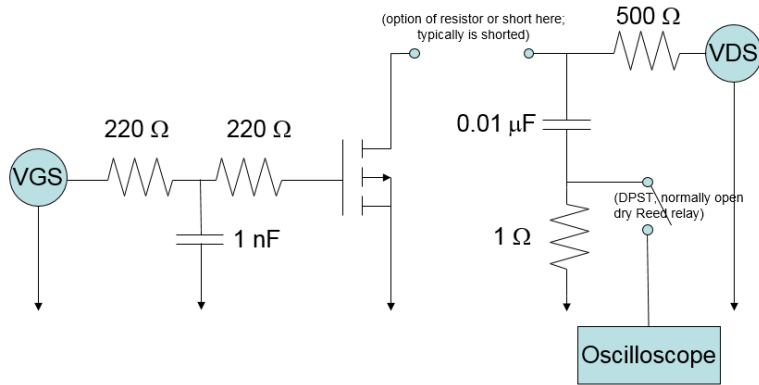 (option of resistor or short here;
typically is shorted)
500 Ω
VDS
220 Ω
220 Ω
0.01 μF
VGS
(DPST, normally open
dry Reed relay)
1 nF
1 Ω
Oscilloscope